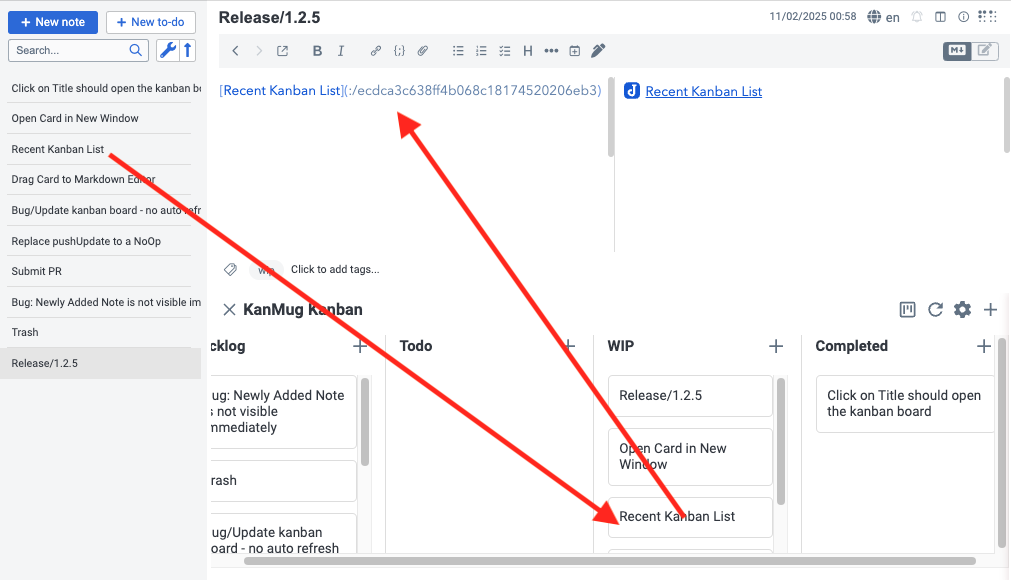 + New note
+ New to-do
Search...
Click on Title should open the kanban bo
Open Card in New Window
Recent Kanban List
Drag Card to Markdown Editor
Bug/Update kanban board - no auto refr
Replace pushUpdate to a NoOp
Submit PR
Bug: Newly Added Note is not visible im
Trash
Release/1.2.5
Release/1.2.5
11/02/2025 00:58
en
B I
H
M
[Recent Kanban List](:/ecdca3c638ff4b068c18174520206eb3)
Recent Kanban List
wip
Click to add tags...
KanMug Kanban
cklog
ug: Newly Added Note
s not visible
mmediately
rash
ug/Update kanban
oard - no auto refresh
Todo
WIP
Release/1.2.5
Open Card in New
Window
Recent Kanban List
Completed
Click on Title should open
the kanban board